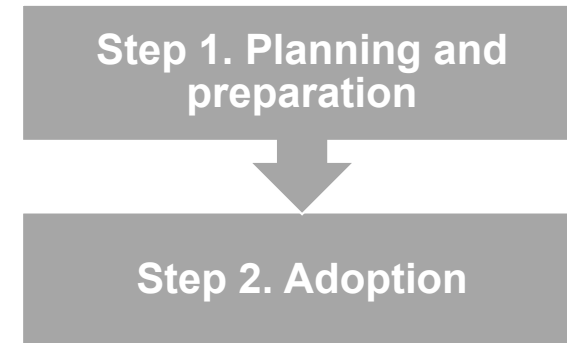 Step 1. Planning and
preparation
Step 2. Adoption